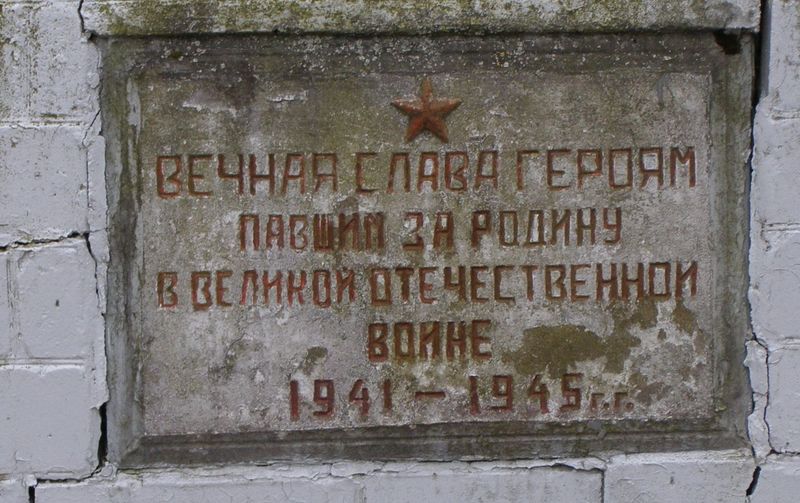 ВЕЧНАЯ СЛАВА ГЕРОЯМ
ПАВШИМ ЗА РОДИНУ
В ВЕЛИКОЙ ОТЕЧЕСТВЕННОЙ
ВОЙНЕ
1941 – 1945 г.г.